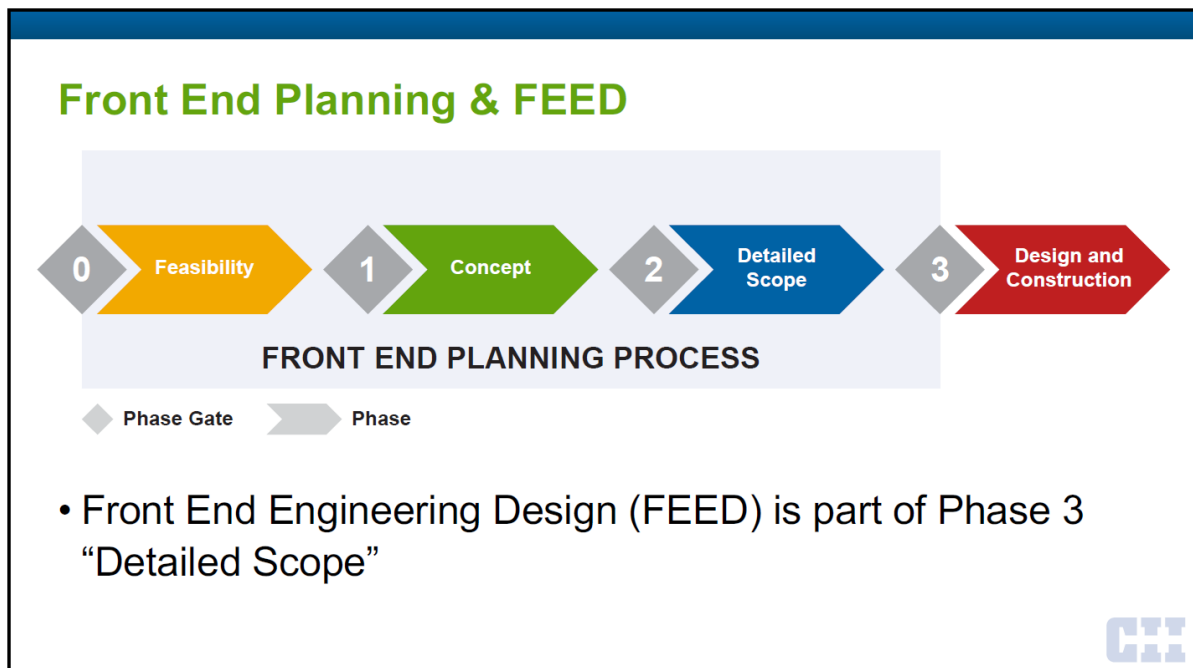 Front End Planning & FEED
0
Feasibility
1
Concept
2
Detailed
Scope
3
Design and
Construction
FRONT END PLANNING PROCESS
Phase Gate
Phase
• Front End Engineering Design (FEED) is part of Phase 3
“Detailed Scope”
CII